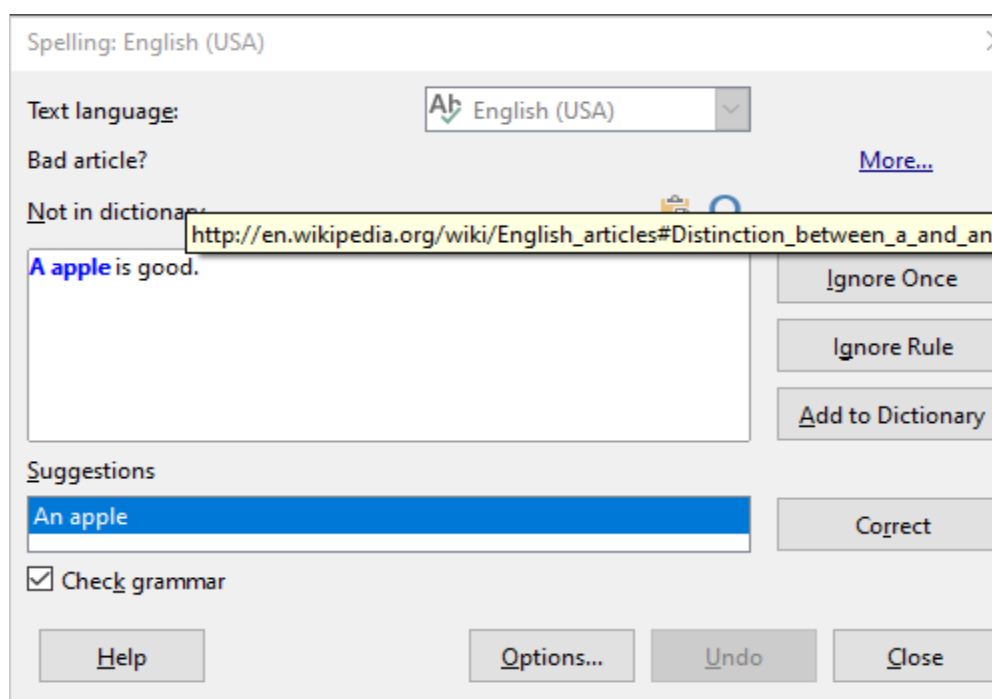 Spelling: English (USA)
Text language:
English (USA)
Bad article?
More...
Not in dictionary
http://en.wikipedia.org/wiki/English_articles#Distinction_between_a_and_an
A apple is good.
Ignore Once
Ignore Rule
Add to Dictionary
Suggestions
An apple
Correct
Check grammar
Help
Options...
Undo
Close